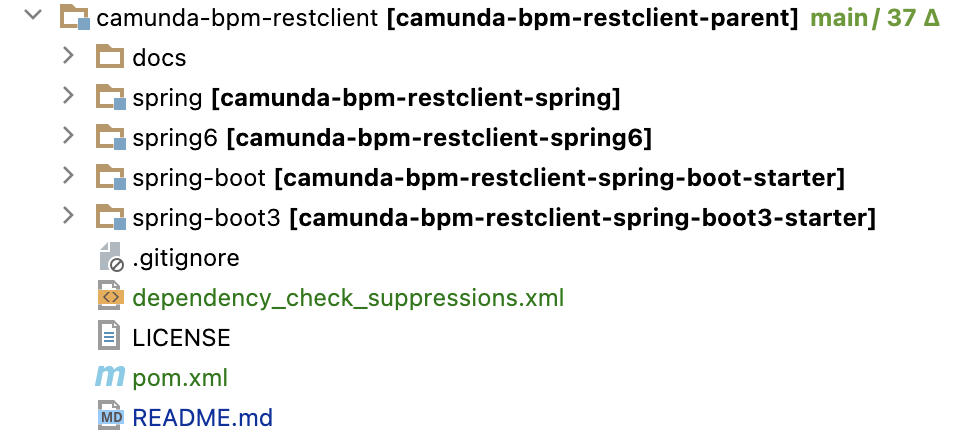 camunda-bpm-restclient [camunda-bpm-restclient-parent] main / 37 Δ
docs
spring [camunda-bpm-restclient-spring]
spring6 [camunda-bpm-restclient-spring6]
spring-boot [camunda-bpm-restclient-spring-boot-starter]
spring-boot3 [camunda-bpm-restclient-spring-boot3-starter]
.gitignore
dependency_check_suppressions.xml
LICENSE
m pom.xml
MD README.md